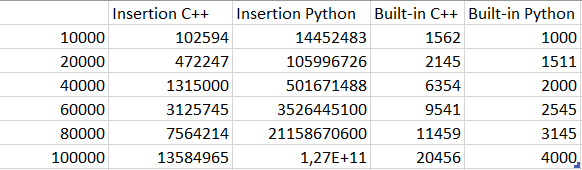 Insertion C++ Insertion Python Built-in C++ Built-in Python
10000 102594 14452483 1562 1000
20000 472247 105996726 2145 1511
40000 1315000 501671488 6354 2000
60000 3125745 3526445100 9541 2545
80000 7564214 21158670600 11459 3145
100000 13584965 1,27E+11 20456 4000